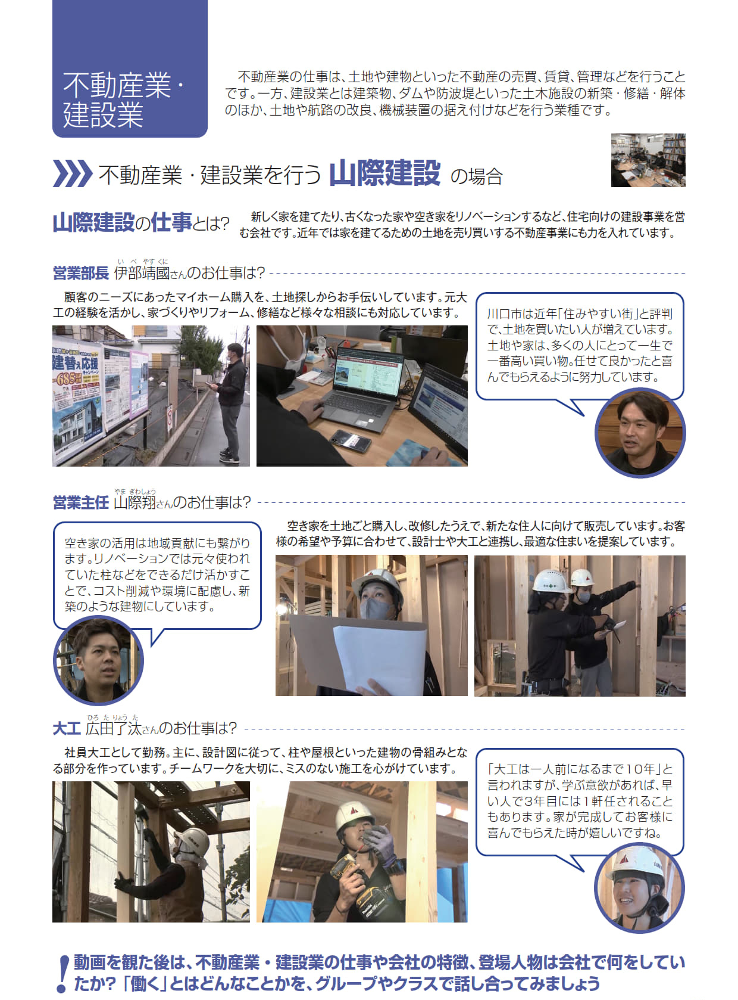 不動産業・
建設業
不動産業の仕事は、土地や建物といった不動産の売買、賃貸、管理などを行うこと
です。一方、建設業とは建築物、ダムや防波堤といった土木施設の新築・修繕・解体
のほか、土地や航路の改良、機械装置の据え付けなどを行う業種です。
不動産業・建設業を行う 山際建設 の場合
山際建設の仕事とは?
新しく家を建てたり、古くなった家や空き家をリノベーションするなど、住宅向けの建設事業を営
む会社です。近年では家を建てるための土地を売り買いする不動産事業にも力を入れています。
い べ やす くに
営業部長 伊部靖國さんのお仕事は?
顧客のニーズにあったマイホーム購入を、土地探しからお手伝いしています。元大
工の経験を活かし、家づくりやリフォーム、修繕など様々な相談にも対応しています。
建替え応援
キャンペーン
685
川口市は近年「住みやすい街」と評判
で、土地を買いたい人が増えています。
土地や家は、多くの人にとって一生で
一番高い買い物。任せて良かったと喜
んでもらえるように努力しています。
やま ぎわしょう
営業主任 山際翔さんのお仕事は?
空き家の活用は地域貢献にも繋がり
ます。リノベーションでは元々使われ
ていた柱などをできるだけ活かすこ
とで、コスト削減や環境に配慮し、新
築のような建物にしています。
空き家を土地ごと購入し、改修したうえで、新たな住人に向けて販売しています。お客
様の希望や予算に合わせて、設計士や大工と連携し、最適な住まいを提案しています。
ひろ た りょう た
大工 広田了汰さんのお仕事は?
社員大工として勤務。主に、設計図に従って、柱や屋根といった建物の骨組みとな
る部分を作っています。チームワークを大切に、ミスのない施工を心がけています。
「大工は一人前になるまで10年」と
言われますが、学ぶ意欲があれば、早
い人で3年目には1軒任されること
もあります。家が完成してお客様に
喜んでもらえた時が嬉しいですね。
!
動画を観た後は、不動産業・建設業の仕事や会社の特徴、登場人物は会社で何をしてい
たか?「働く」とはどんなことかを、グループやクラスで話し合ってみましょう